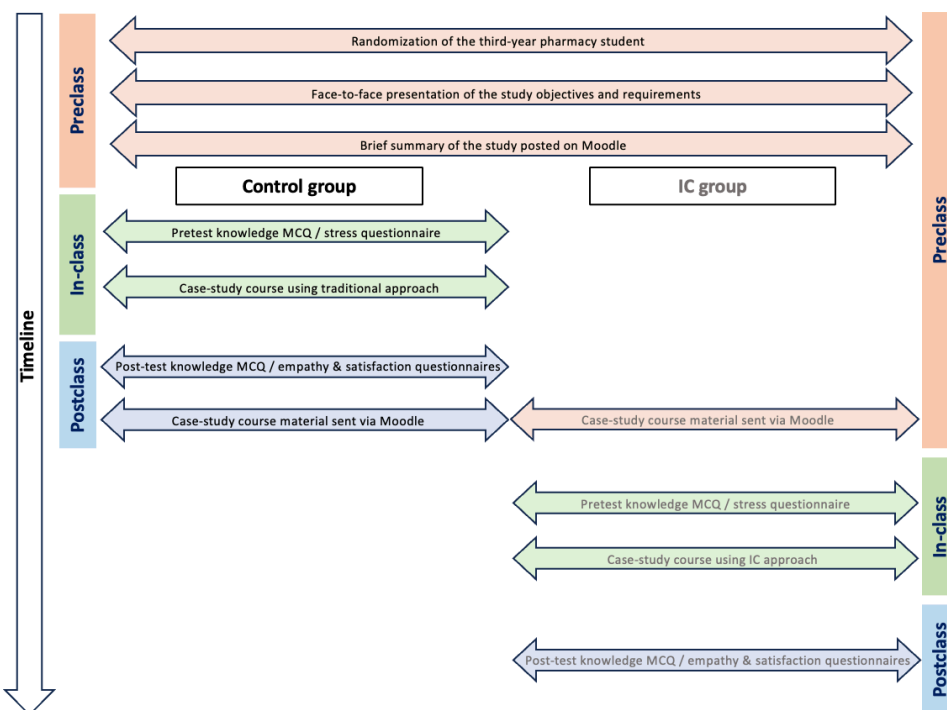 Randomization of the third-year pharmacy student
Preclass
Face-to-face presentation of the study objectives and requirements
Brief summary of the study posted on Moodle
Control group
IC group
Preclass
Pretest knowledge MCQ / stress questionnaire
In-class
Case-study course using traditional approach
Timeline
Post-test knowledge MCQ / empathy & satisfaction questionnaires
Postclass
Case-study course material sent via Moodle
Case-study course material sent via Moodle
Pretest knowledge MCQ / stress questionnaire
In-class
Case-study course using IC approach
Post-test knowledge MCQ / empathy & satisfaction questionnaires
Postclass